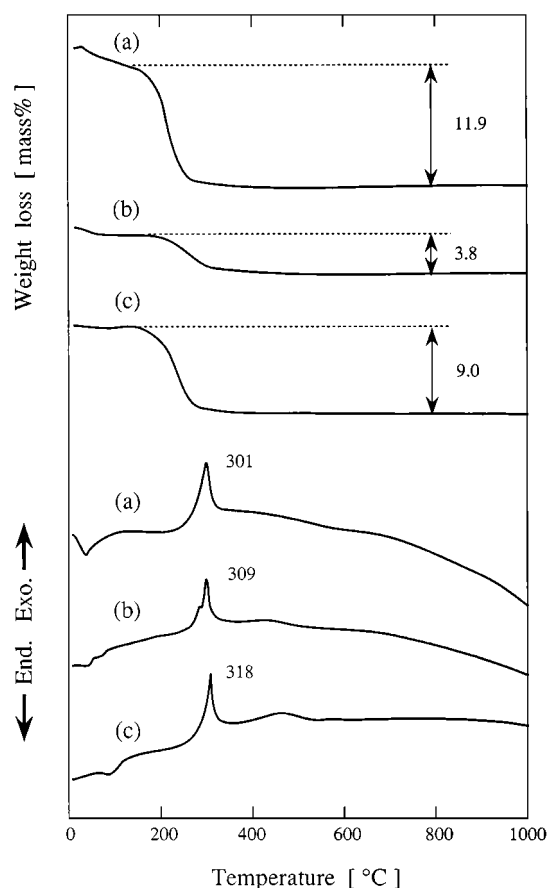 (a)
11.9
(b)
3.8
(c)
9.0
Weight loss [ mass% ]
301
(a)
309
(b)
318
(c)
End. Exo.
0 200 400 600 800 1000
Temperature [ °C ]